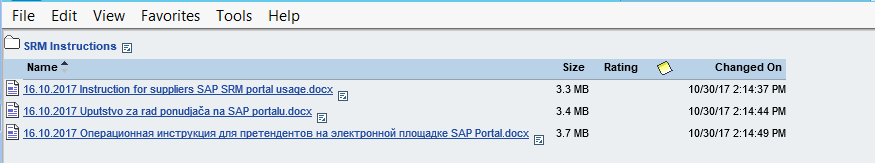 File Edit View Favorites Tools Help
SRM Instructions
Name Size Rating Changed On
16.10.2017 Instruction for suppliers SAP SRM portal usage.docx 3.3 MB 10/30/17 2:14:37 PM
16.10.2017 Uputstvo za rad ponudjača na SAP portalu.docx 3.4 MB 10/30/17 2:14:44 PM
16.10.2017 Операционная инструкция для претендентов на электронной площадке SAP Portal.docx 3.7 MB 10/30/17 2:14:49 PM